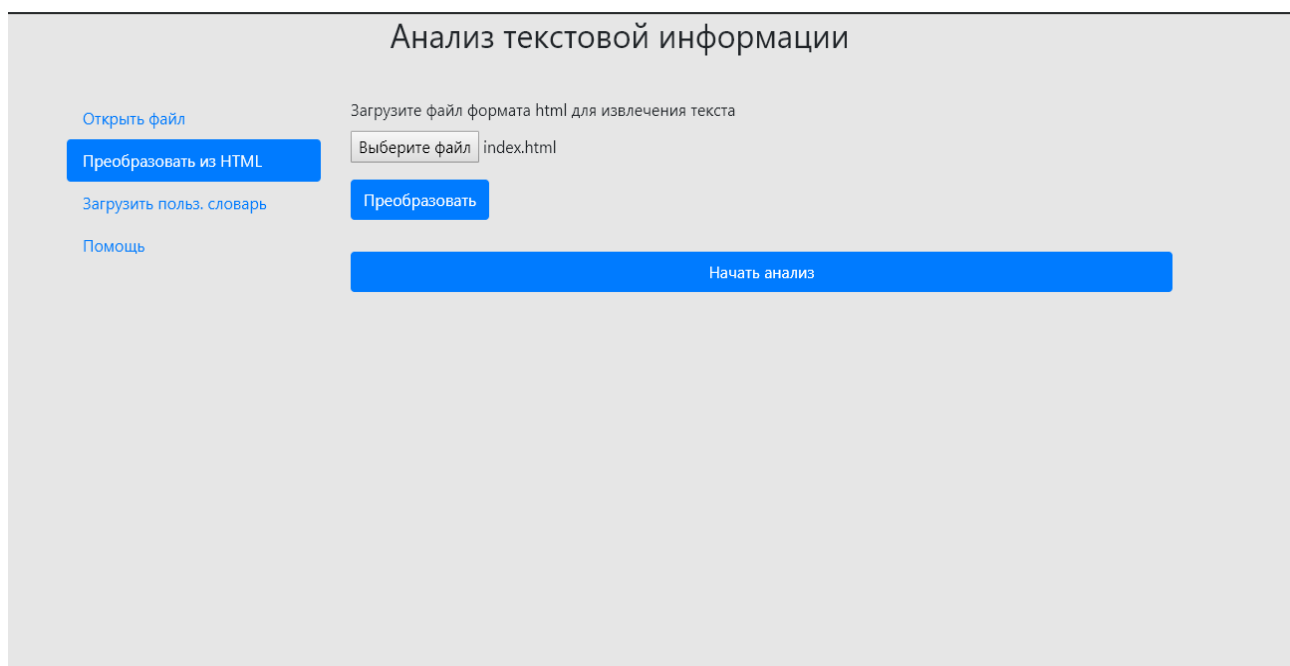 Анализ текстовой информации
Открыть файл
Преобразовать из HTML
Загрузить польз. словарь
Помощь
Загрузите файл формата html для извлечения текста
Выберите файл index.html
Преобразовать
Начать анализ